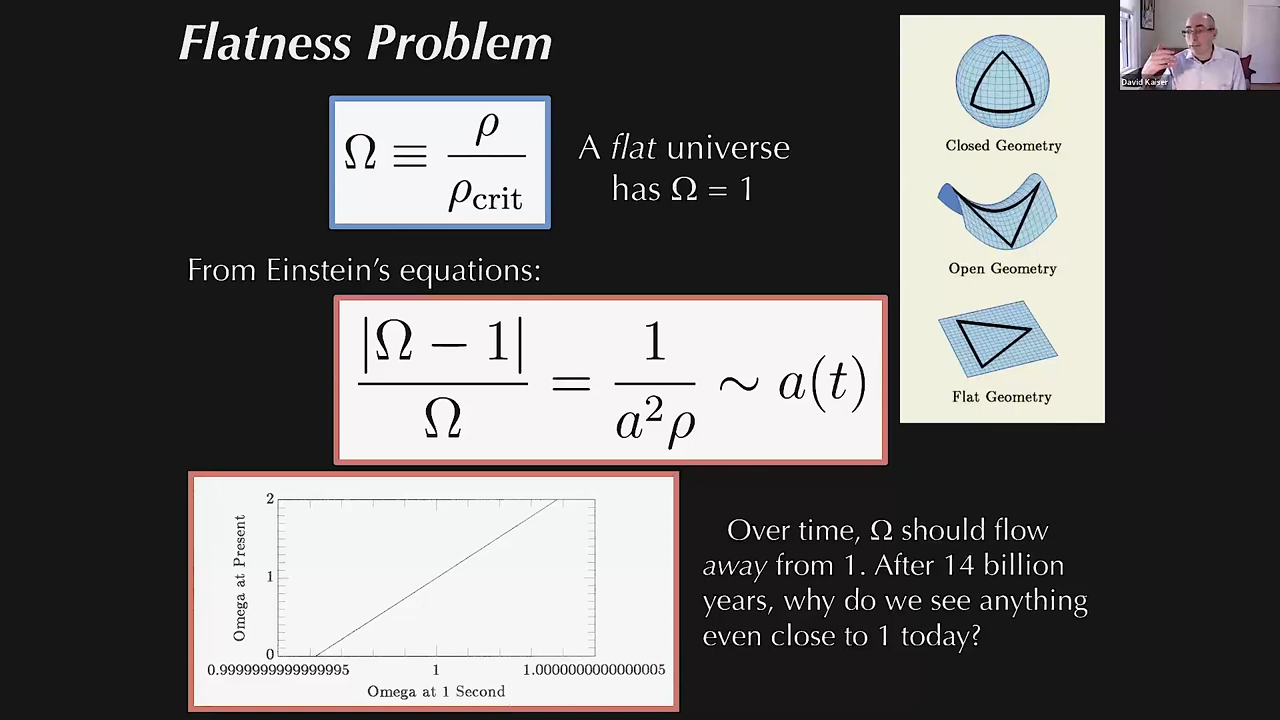 Flatness Problem
Ω ≡ ρ / ρcrit
A flat universe
has Ω = 1
David Kaiser
Closed Geometry
Open Geometry
Flat Geometry
From Einstein's equations:
|Ω − 1| / Ω = 1 / a²ρ ∼ a(t)
Omega at Present
2
1
0
0.9999999999999995
1
1.0000000000000005
Omega at 1 Second
Over time, Ω should flow
away from 1. After 14 billion
years, why do we see anything
even close to 1 today?